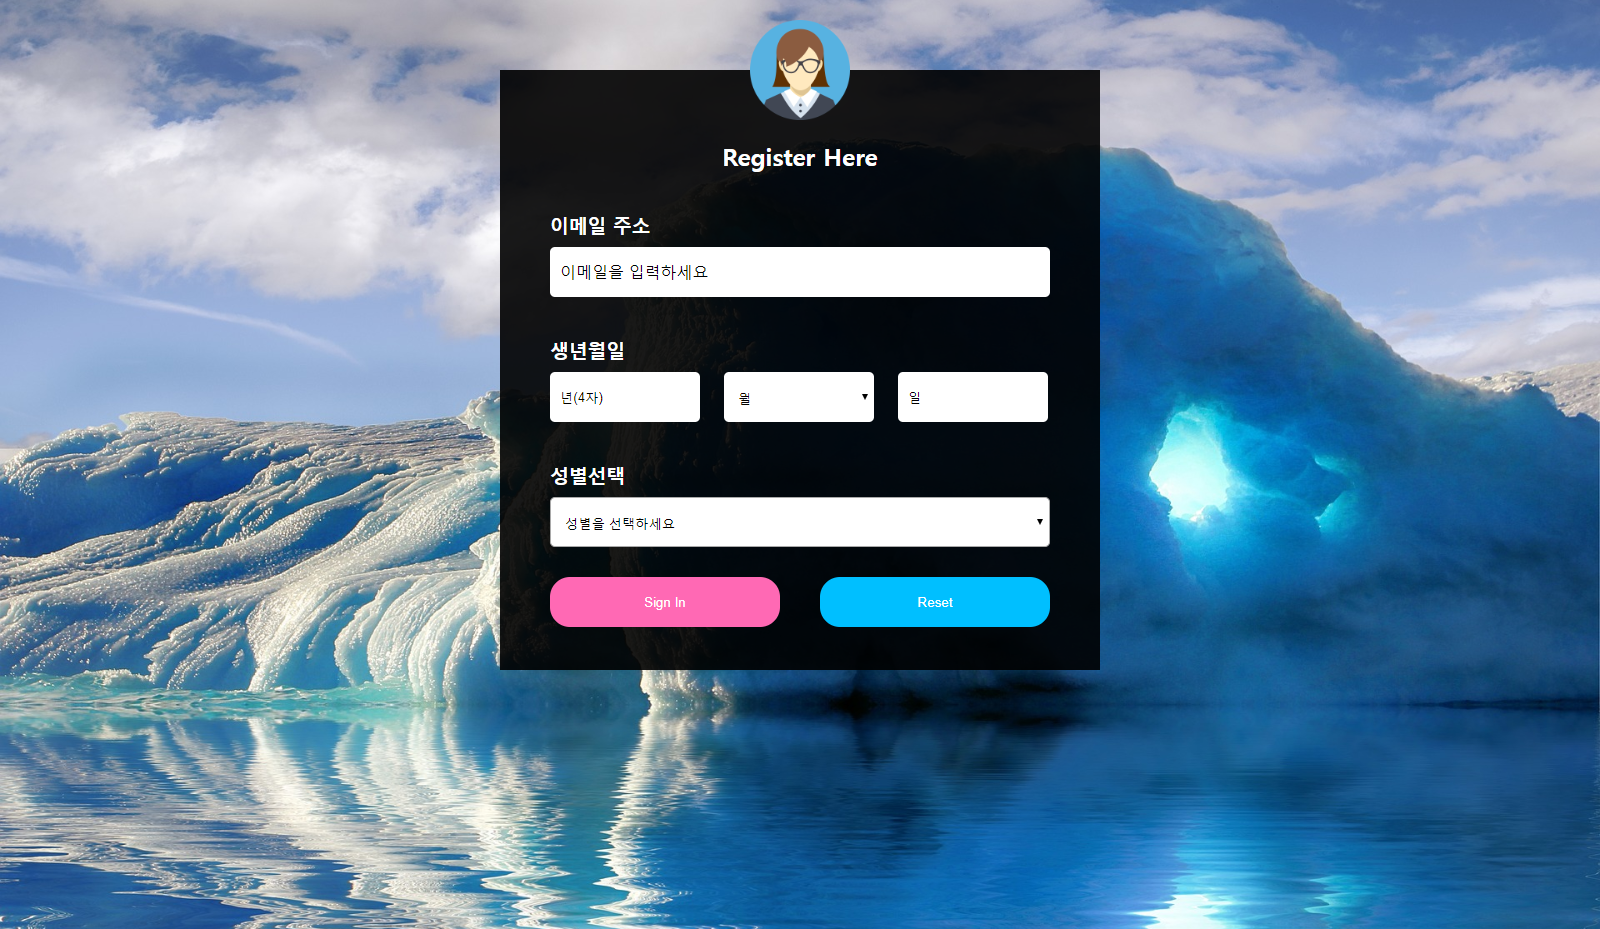 Register Here
이메일 주소
이메일을 입력하세요
생년월일
년(4자) 월 일
성별선택
성별을 선택하세요
Sign In Reset